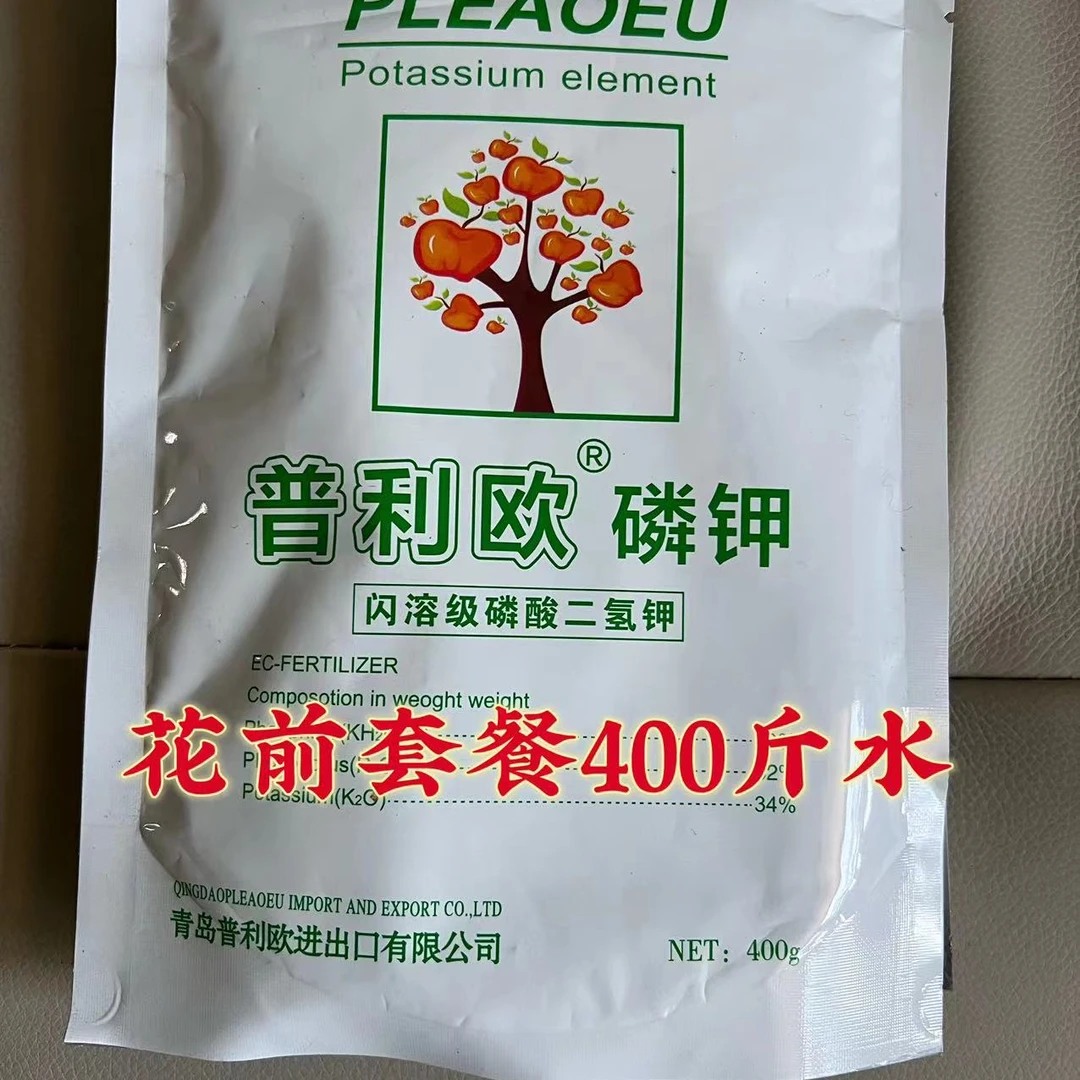 PLEAOEU
Potassium element
普利欧® 磷钾
闪溶级磷酸二氢钾
EC-FERTILIZER
Composotion in weoght weight
花前套餐400斤水
Potassium(K₂O) 34%
QINGDAOPLEAOEU IMPORT AND EXPORT CO.,LTD
青岛普利欧进出口有限公司
NET: 400g